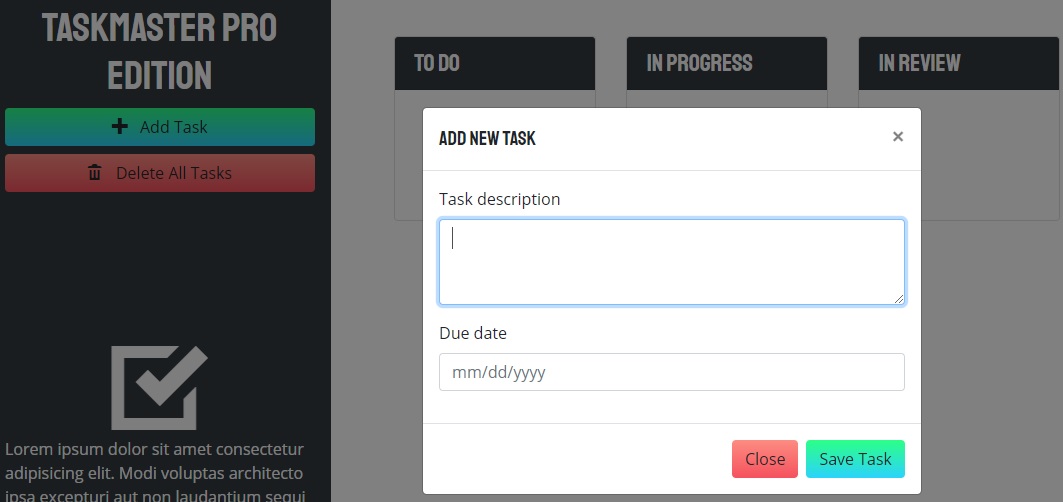 TASKMASTER PRO
EDITION
Add Task
Delete All Tasks
Lorem ipsum dolor sit amet consectetur
adipisicing elit. Modi voluptas architecto
ipsa excepturi aut non laudantium sequi
TO DO
IN PROGRESS
IN REVIEW
ADD NEW TASK
×
Task description
Due date
mm/dd/yyyy
Close
Save Task